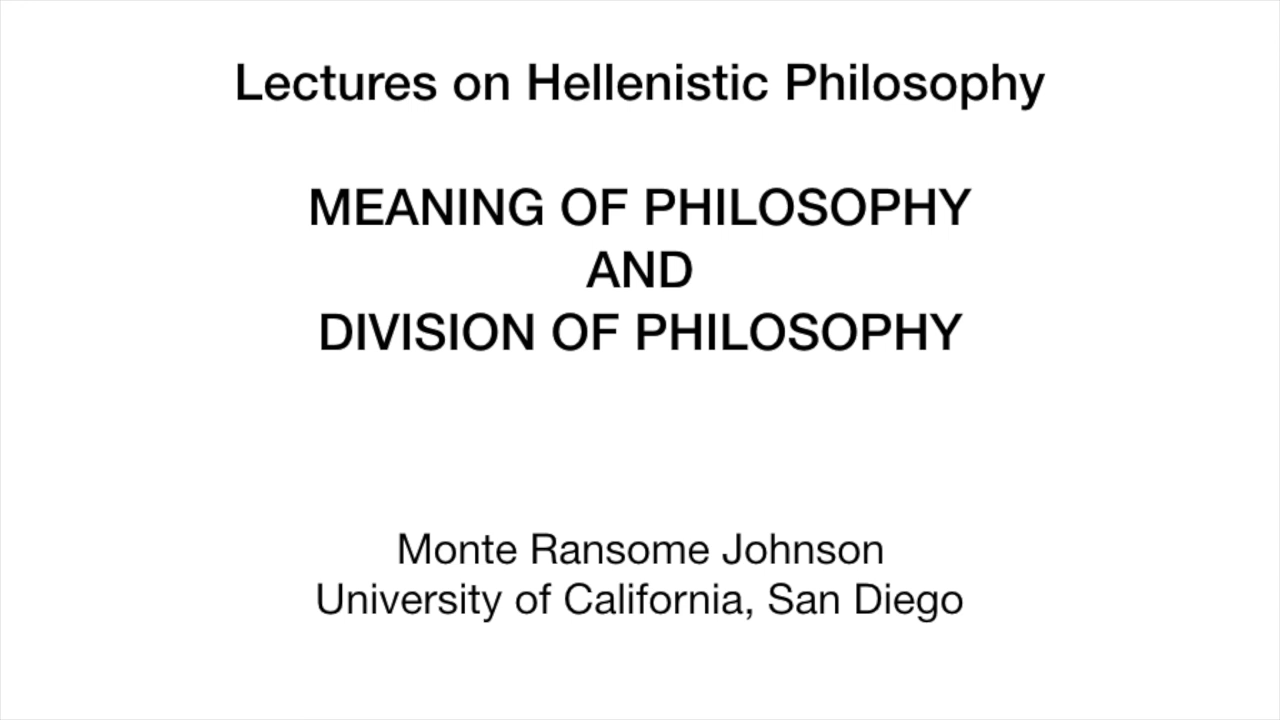 Lectures on Hellenistic Philosophy
MEANING OF PHILOSOPHY
AND
DIVISION OF PHILOSOPHY
Monte Ransome Johnson
University of California, San Diego